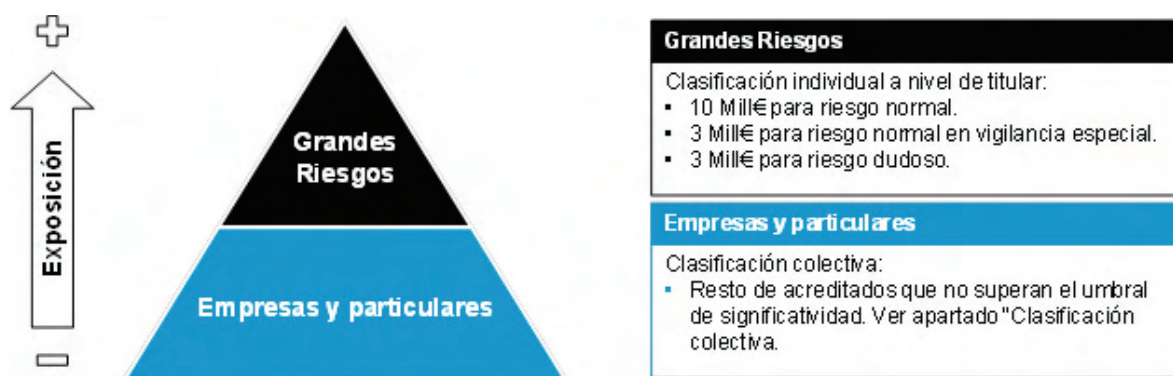 Exposición
Grandes
Riesgos
Empresas y particulares
Grandes Riesgos
Clasificación individual a nivel de titular:
▪ 10 Mill€ para riesgo normal.
▪ 3 Mill€ para riesgo normal en vigilancia especial.
▪ 3 Mill€ para riesgo dudoso.
Empresas y particulares
Clasificación colectiva:
▪ Resto de acreditados que no superan el umbral
de significatividad. Ver apartado "Clasificación
colectiva.